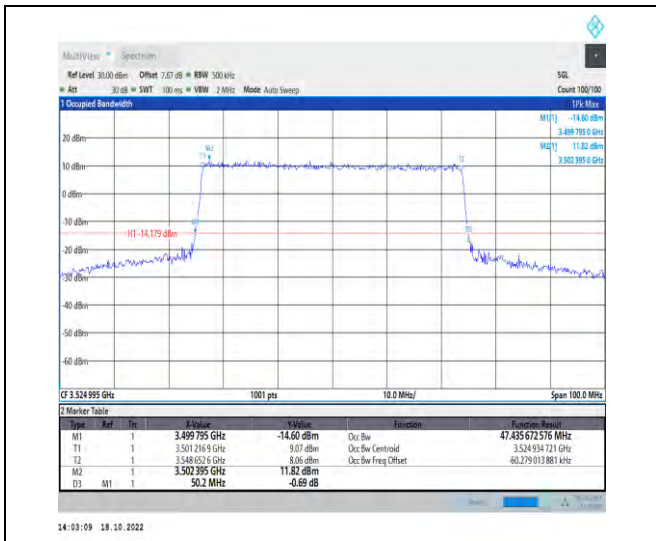 MultiView Spectrum
Ref Level 30.00 dBm Offset 7.67 dB RBW 500 kHz SGL
Att 30 dB SWT 100 ms VBW 2 MHz Mode Auto Sweep Count 100/100
1 Occupied Bandwidth 1Pk Max
M1[1] -14.60 dBm
3.499 795 0 GHz
M2[1] 11.82 dBm
3.502 395 0 GHz
20 dBm
M2
T1 T2
10 dBm
0 dBm
-10 dBm
H1 -14.179 dBm
-20 dBm
-30 dBm
-40 dBm
-50 dBm
-60 dBm
CF 3.524 995 GHz 1001 pts 10.0 MHz/ Span 100.0 MHz
2 Marker Table
Type Ref Trc X-Value Y-Value Function Function Result
M1 1 3.499 795 GHz -14.60 dBm Occ Bw 47.435 672 576 MHz
T1 1 3.501 216 9 GHz 9.07 dBm Occ Bw Centroid 3.524 934 721 GHz
T2 1 3.548 652 6 GHz 8.06 dBm Occ Bw Freq Offset -60.279 013 881 kHz
M2 1 3.502 395 GHz 11.82 dBm
D3 M1 1 50.2 MHz -0.69 dB
14:03:09 18.10.2022